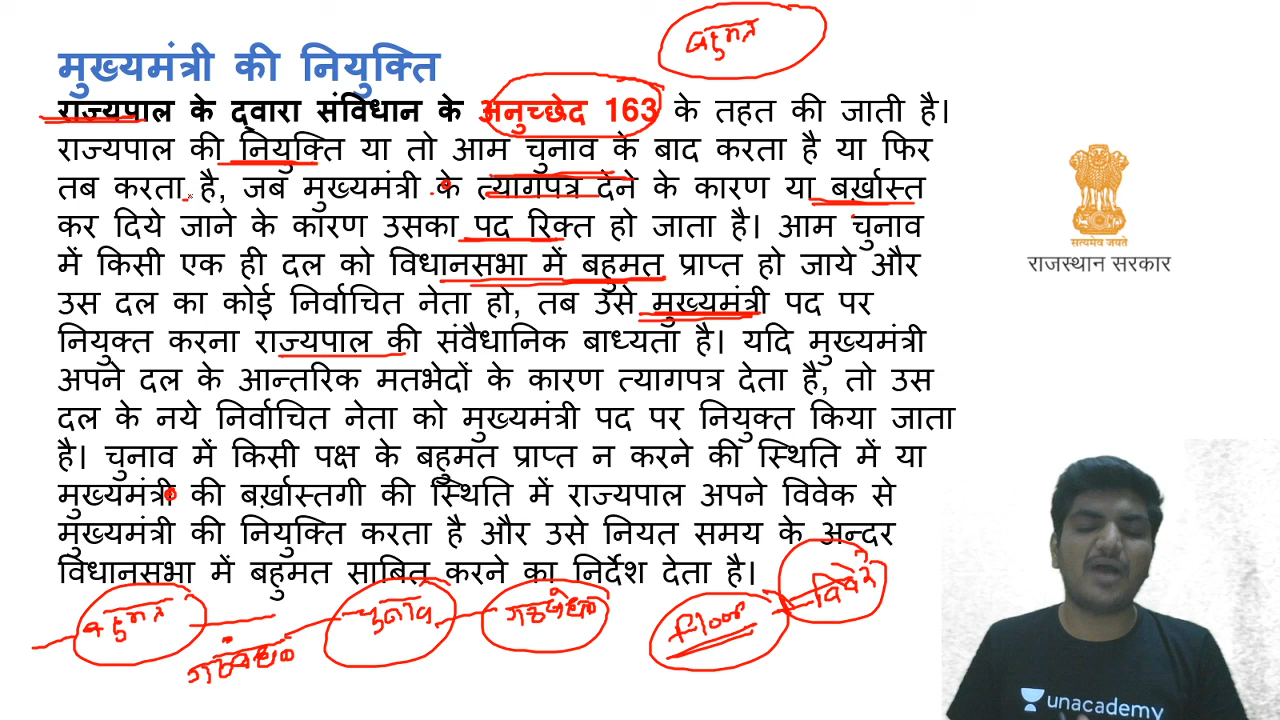 बहुमत
मुख्यमंत्री की नियुक्ति
राज्यपाल के द्वारा संविधान के अनुच्छेद 163 के तहत की जाती है।
राज्यपाल की नियुक्ति या तो आम चुनाव के बाद करता है या फिर
तब करता है, जब मुख्यमंत्री के त्यागपत्र देने के कारण या बर्ख़ास्त
कर दिये जाने के कारण उसका पद रिक्त हो जाता है। आम चुनाव
में किसी एक ही दल को विधानसभा में बहुमत प्राप्त हो जाये और
उस दल का कोई निर्वाचित नेता हो, तब उसे मुख्यमंत्री पद पर
नियुक्त करना राज्यपाल की संवैधानिक बाध्यता है। यदि मुख्यमंत्री
अपने दल के आन्तरिक मतभेदों के कारण त्यागपत्र देता है, तो उस
दल के नये निर्वाचित नेता को मुख्यमंत्री पद पर नियुक्त किया जाता
है। चुनाव में किसी पक्ष के बहुमत प्राप्त न करने की स्थिति में या
मुख्यमंत्री की बर्ख़ास्तगी की स्थिति में राज्यपाल अपने विवेक से
मुख्यमंत्री की नियुक्ति करता है और उसे नियत समय के अन्दर
विधानसभा में बहुमत साबित करने का निर्देश देता है।
बहुमत चुनाव Floor
सत्यमेव जयते
राजस्थान सरकार
unacademy